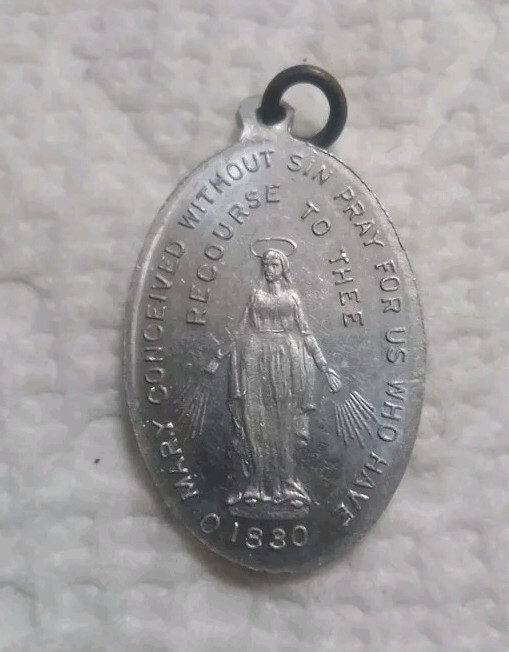 O MARY CONCEIVED WITHOUT SIN PRAY FOR US WHO HAVE
RECOURSE TO THEE
1830